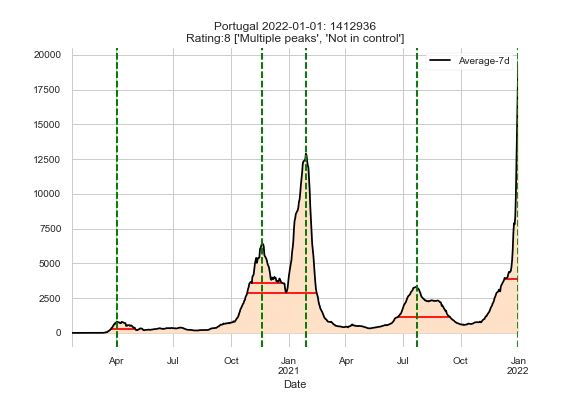 Portugal 2022-01-01: 1412936
Rating:8 ['Multiple peaks', 'Not in control']
Average-7d
20000
17500
15000
12500
10000
7500
5000
2500
0
Apr Jul Oct Jan Apr Jul Oct Jan
2021 2022
Date